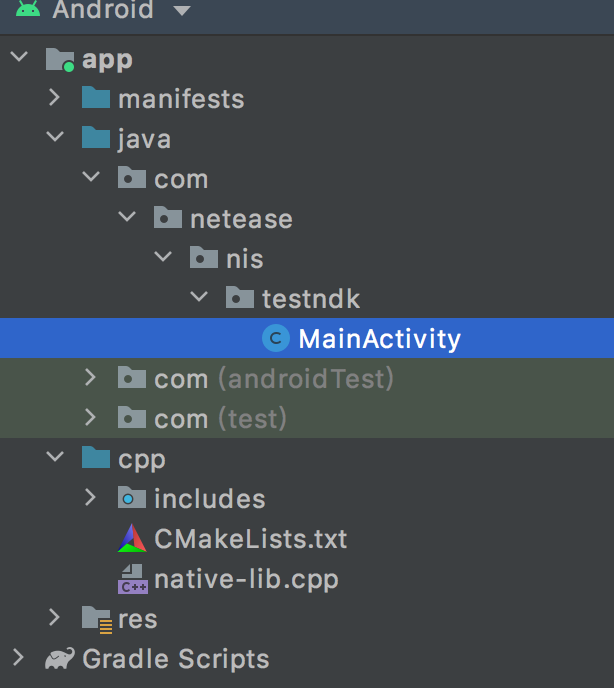 Android
app
manifests
java
com
netease
nis
testndk
C MainActivity
com (androidTest)
com (test)
cpp
includes
CMakeLists.txt
C++ native-lib.cpp
res
Gradle Scripts